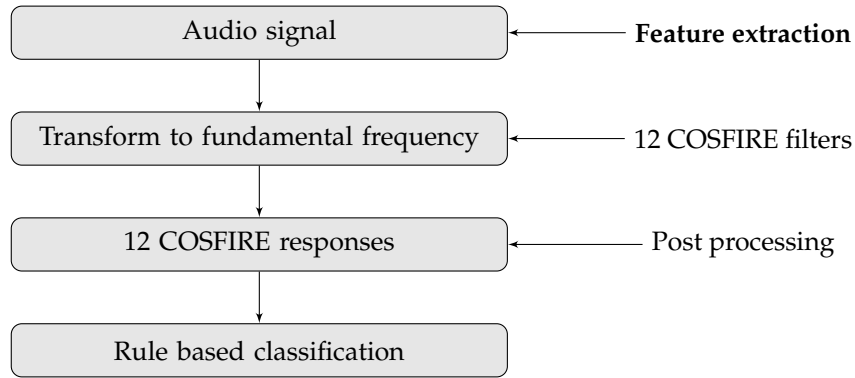 Audio signal
Feature extraction
Transform to fundamental frequency
12 COSFIRE filters
12 COSFIRE responses
Post processing
Rule based classification